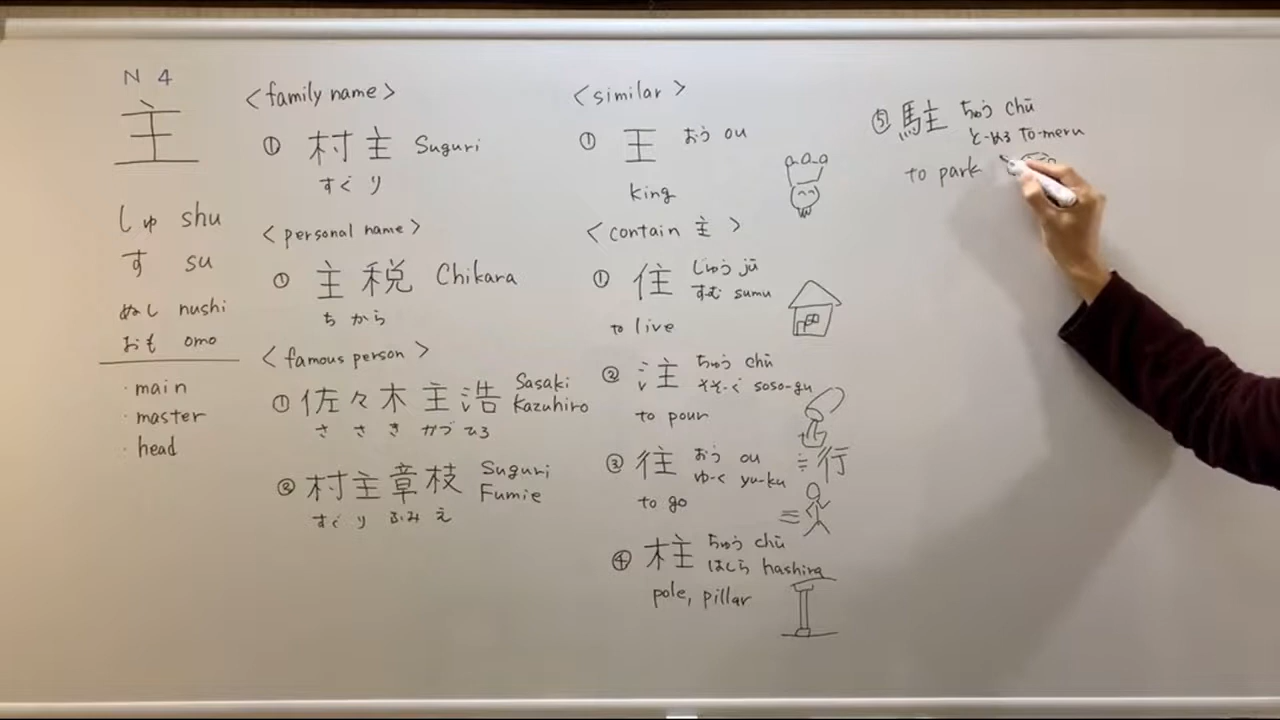 N4
主
しゅ shu
す su
ぬし nushi
おも omo
・main
・master
・head
<family name>
① 村主 Suguri
すぐ り
<personal name>
① 主税 Chikara
ち から
<famous person>
① 佐々木主浩 Sasaki Kazuhiro
さ さ き かづ ひろ
② 村主章枝 Suguri Fumie
すぐ り ふみ え
<similar>
① 王 おう ou
king
<contain 主>
① 住 じゅう jū
すむ sumu
to live
② 注 ちゅう chū
そそ-ぐ soso-gu
to pour
③ 往 おう ou ≒行
ゆ-く yu-ku
to go
④ 柱 ちゅう chū
はしら hashira
pole, pillar
⑤ 駐 ちゅう chū
と-める to-meru
to park